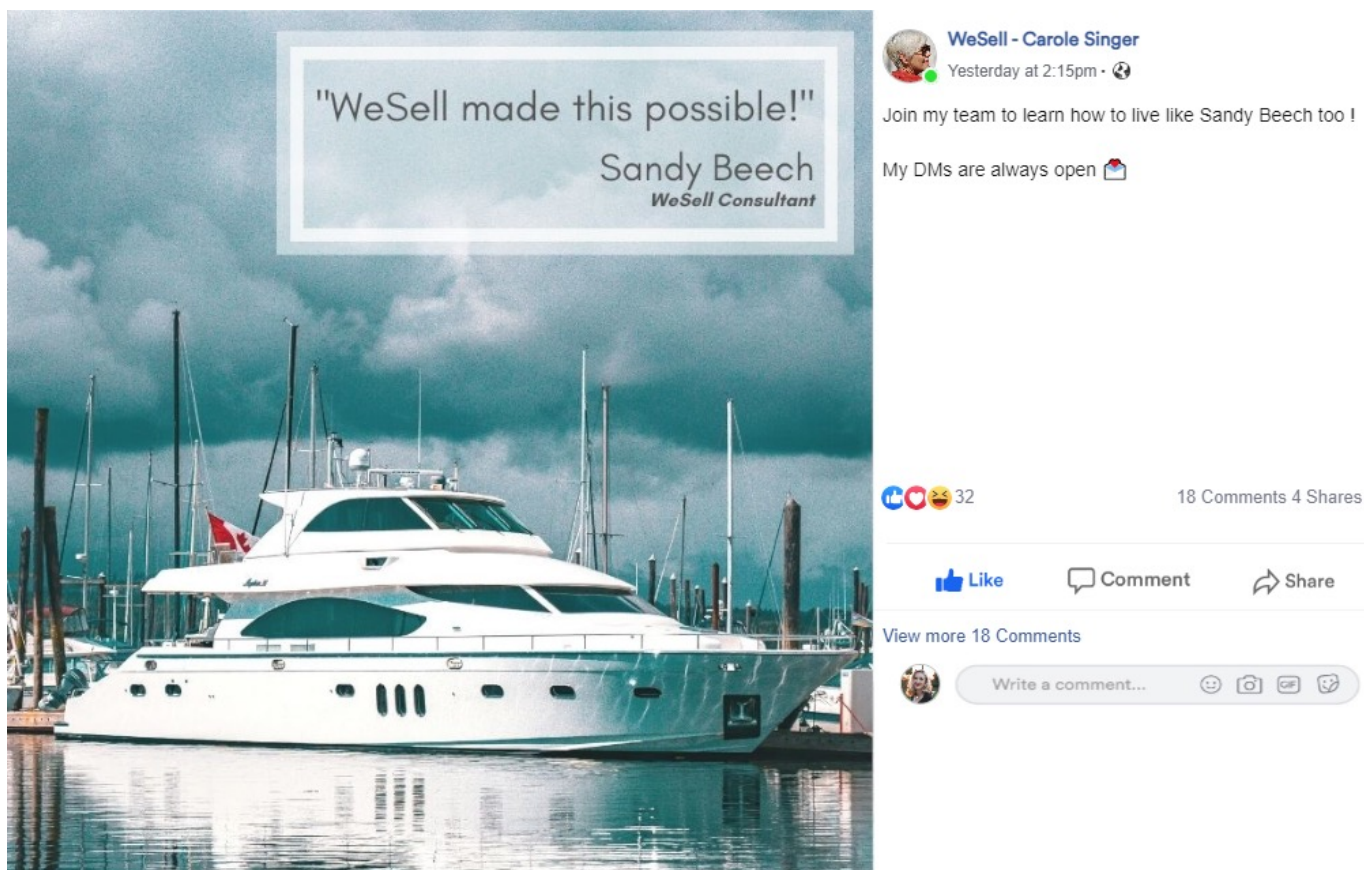 "WeSell made this possible!"
Sandy Beech
WeSell Consultant
WeSell - Carole Singer
Yesterday at 2:15pm ·
Join my team to learn how to live like Sandy Beech too !
My DMs are always open
32
18 Comments 4 Shares
Like Comment Share
View more 18 Comments
Write a comment... GIF